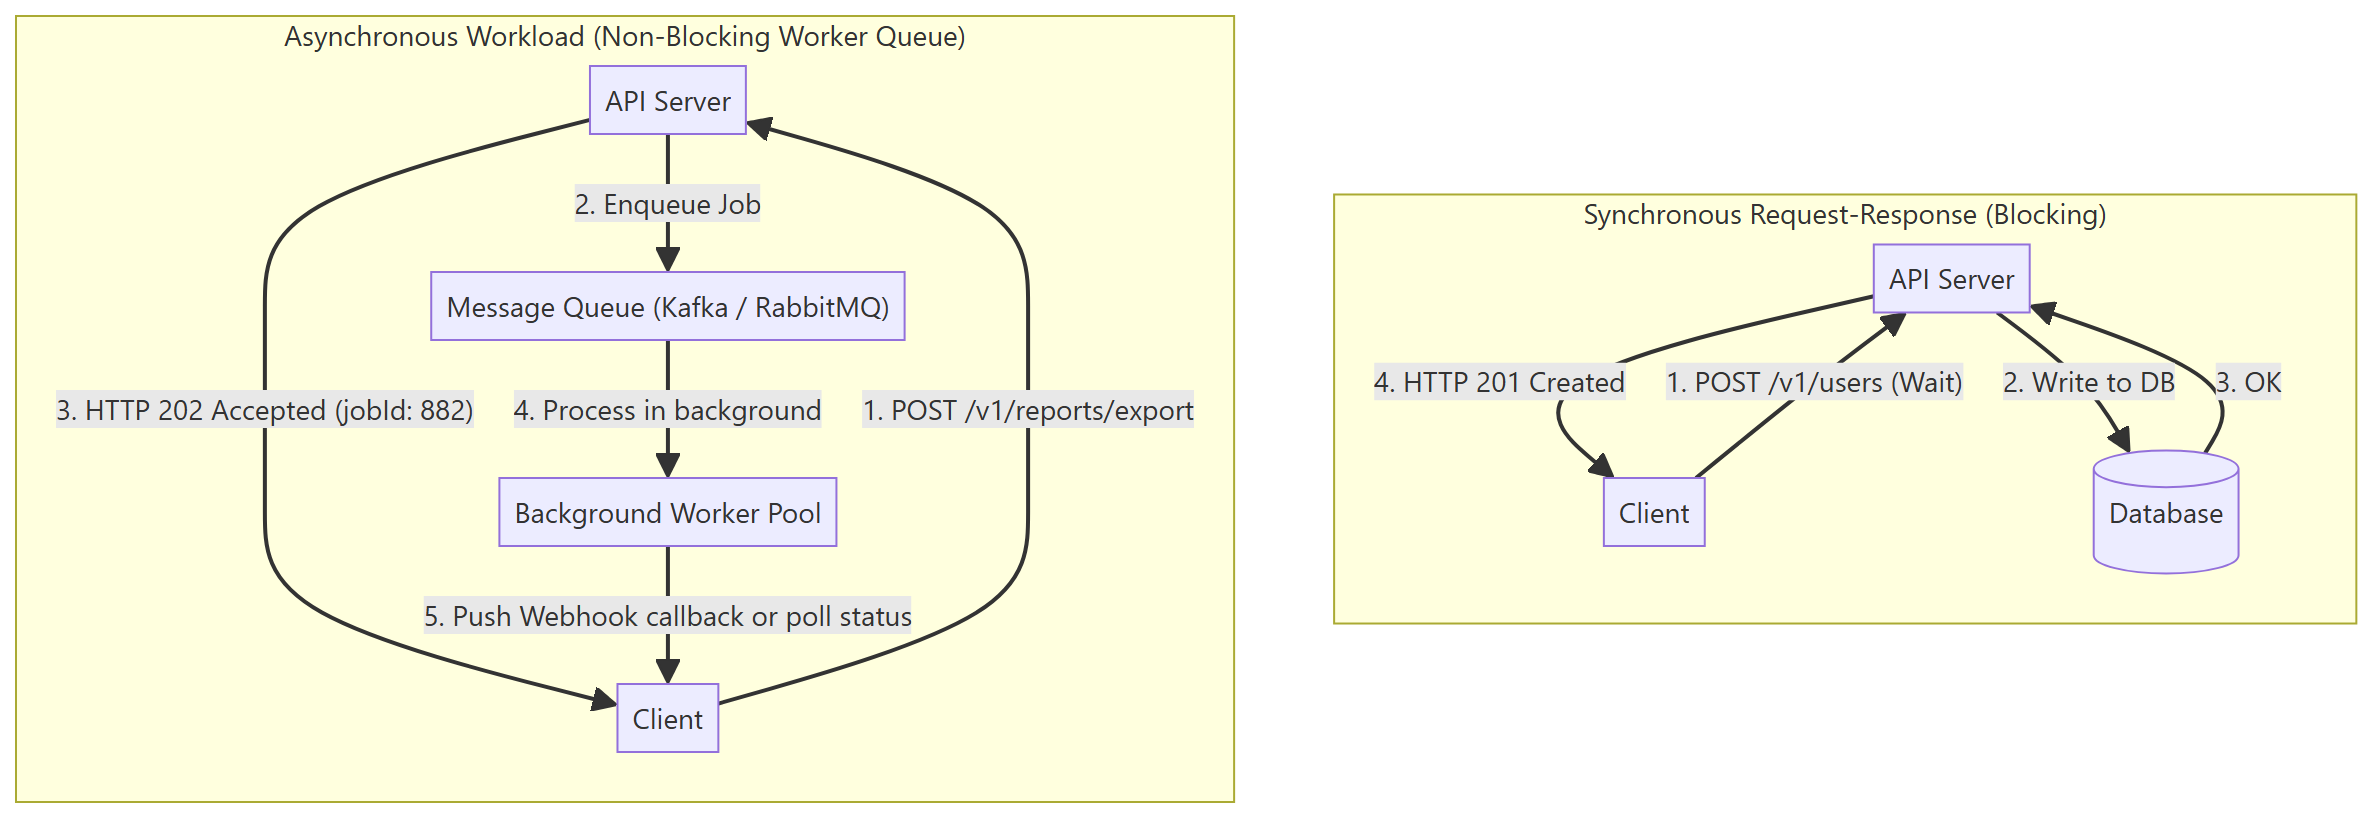 Asynchronous Workload (Non-Blocking Worker Queue)
API Server
2. Enqueue Job
Message Queue (Kafka / RabbitMQ)
3. HTTP 202 Accepted (jobId: 882)
4. Process in background
1. POST /v1/reports/export
Background Worker Pool
5. Push Webhook callback or poll status
Client
Synchronous Request-Response (Blocking)
API Server
4. HTTP 201 Created
1. POST /v1/users (Wait)
2. Write to DB
3. OK
Client
Database